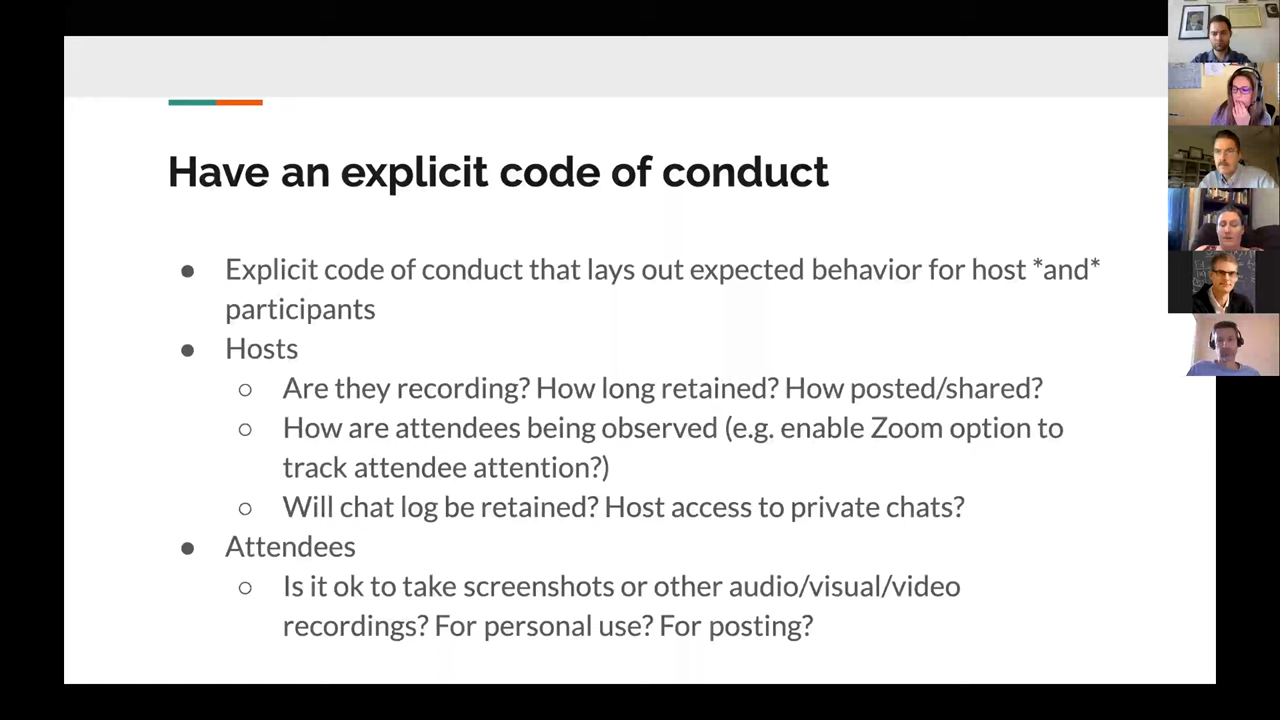 Have an explicit code of conduct
● Explicit code of conduct that lays out expected behavior for host *and*
participants
● Hosts
○ Are they recording? How long retained? How posted/shared?
○ How are attendees being observed (e.g. enable Zoom option to
track attendee attention?)
○ Will chat log be retained? Host access to private chats?
● Attendees
○ Is it ok to take screenshots or other audio/visual/video
recordings? For personal use? For posting?